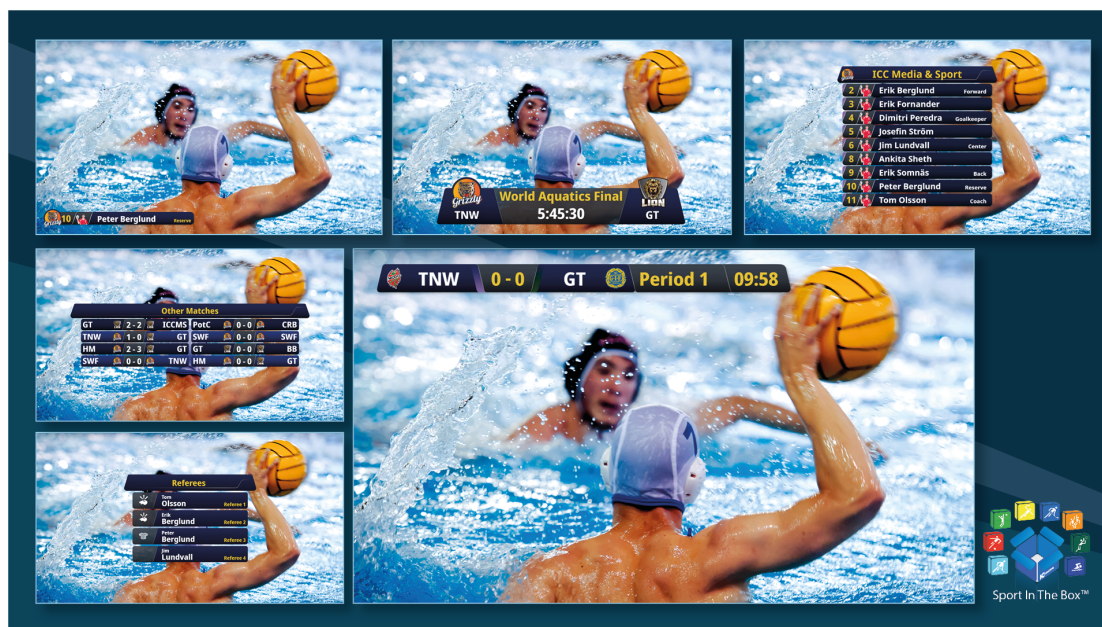 Grizzly 10 Peter Berglund Reserve
Grizzly World Aquatics Final LION
TNW 5:45:30 GT
ICC Media & Sport
2 Erik Berglund Forward
3 Erik Fornander
4 Dimitri Peredra Goalkeeper
5 Josefin Ström
6 Jim Lundvall Center
8 Ankita Sheth
9 Erik Somnäs Back
10 Peter Berglund Reserve
11 Tom Olsson Coach
Other Matches
GT 2 - 2 ICCMS PotC 0 - 0 CRB
TNW 1 - 0 GT SWF 0 - 0 SWF
HM 2 - 3 GT GT 0 - 0 BB
SWF 0 - 0 TNW HM 0 - 0 GT
TNW 0 - 0 GT Period 1 09:58
7
Referees
Tom
Olsson Referee 1
Erik
Berglund Referee 2
Peter
Berglund Referee 3
Jim
Lundvall Referee 4
Sport In The Box™